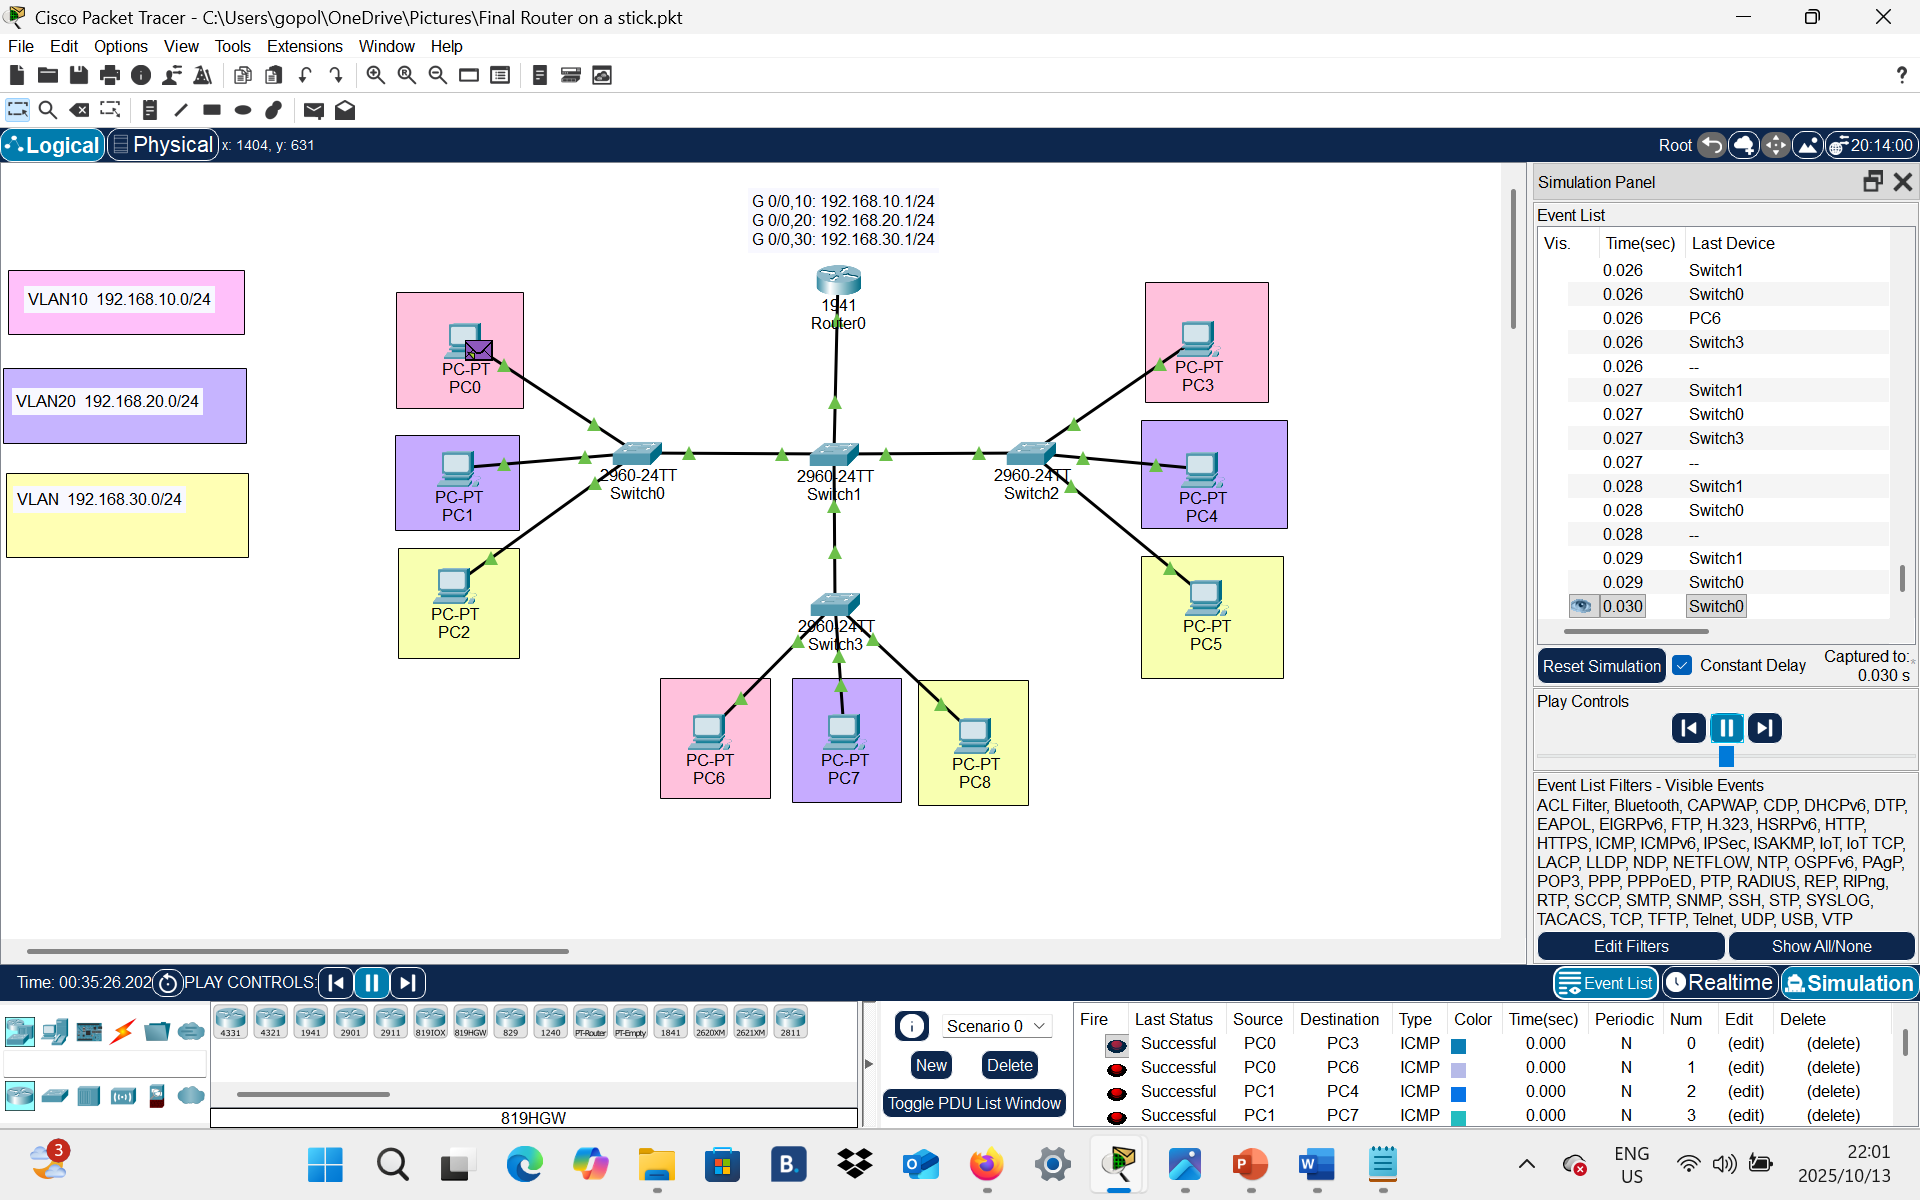 Cisco Packet Tracer - C:\Users\gopol\OneDrive\Pictures\Final Router on a stick.pkt
File Edit Options View Tools Extensions Window Help
?
Logical Physical x: 1404, y: 631 Root 20:14:00
G 0/0,10: 192.168.10.1/24
G 0/0,20: 192.168.20.1/24
G 0/0,30: 192.168.30.1/24
VLAN10 192.168.10.0/24
VLAN20 192.168.20.0/24
VLAN 192.168.30.0/24
1941
Router0
PC-PT
PC0
PC-PT
PC1
PC-PT
PC2
2960-24TT
Switch0
2960-24TT
Switch1
2960-24TT
Switch2
PC-PT
PC3
PC-PT
PC4
PC-PT
PC5
2960-24TT
Switch3
PC-PT
PC6
PC-PT
PC7
PC-PT
PC8
Simulation Panel
Event List
Vis. Time(sec) Last Device
0.026 Switch1
0.026 Switch0
0.026 PC6
0.026 Switch3
0.026 --
0.027 Switch1
0.027 Switch0
0.027 Switch3
0.027 --
0.028 Switch1
0.028 Switch0
0.028 --
0.029 Switch1
0.029 Switch0
0.030 Switch0
Reset Simulation Constant Delay Captured to:
0.030 s
Play Controls
Event List Filters - Visible Events
ACL Filter, Bluetooth, CAPWAP, CDP, DHCPv6, DTP,
EAPOL, EIGRPv6, FTP, H.323, HSRPv6, HTTP,
HTTPS, ICMP, ICMPv6, IPSec, ISAKMP, IoT, IoT TCP,
LACP, LLDP, NDP, NETFLOW, NTP, OSPFv6, PAgP,
POP3, PPP, PPPoED, PTP, RADIUS, REP, RIPng,
RTP, SCCP, SMTP, SNMP, SSH, STP, SYSLOG,
TACACS, TCP, TFTP, Telnet, UDP, USB, VTP
Edit Filters Show All/None
Time: 00:35:26.202 PLAY CONTROLS: Event List Realtime Simulation
4331 4321 1941 2901 2911 819IOX 819HGW 829 1240 PT-Router PT-Empty 1841 2620XM 2621XM 2811
819HGW
Scenario 0
New Delete
Toggle PDU List Window
Fire Last Status Source Destination Type Color Time(sec) Periodic Num Edit Delete
Successful PC0 PC3 ICMP 0.000 N 0 (edit) (delete)
Successful PC0 PC6 ICMP 0.000 N 1 (edit) (delete)
Successful PC1 PC4 ICMP 0.000 N 2 (edit) (delete)
Successful PC1 PC7 ICMP 0.000 N 3 (edit) (delete)
3
B.
P
W
ENG
US
22:01
2025/10/13